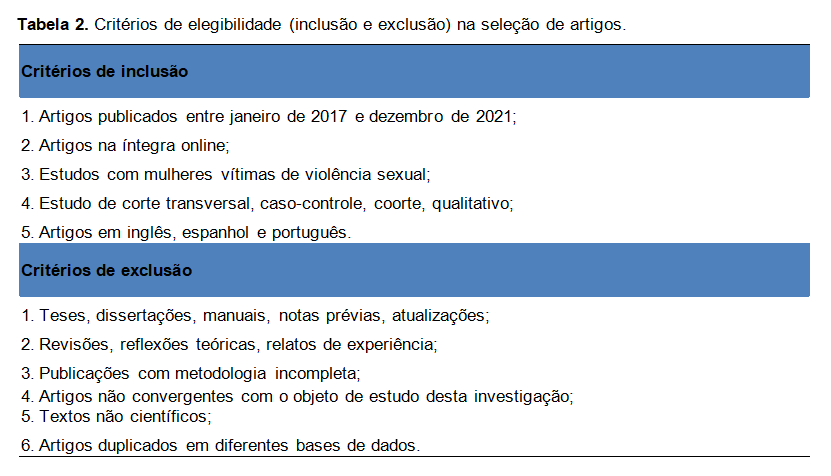 Tabela 2. Critérios de elegibilidade (inclusão e exclusão) na seleção de artigos.
Critérios de inclusão
1. Artigos publicados entre janeiro de 2017 e dezembro de 2021;
2. Artigos na íntegra online;
3. Estudos com mulheres vítimas de violência sexual;
4. Estudo de corte transversal, caso-controle, coorte, qualitativo;
5. Artigos em inglês, espanhol e português.
Critérios de exclusão
1. Teses, dissertações, manuais, notas prévias, atualizações;
2. Revisões, reflexões teóricas, relatos de experiência;
3. Publicações com metodologia incompleta;
4. Artigos não convergentes com o objeto de estudo desta investigação;
5. Textos não científicos;
6. Artigos duplicados em diferentes bases de dados.